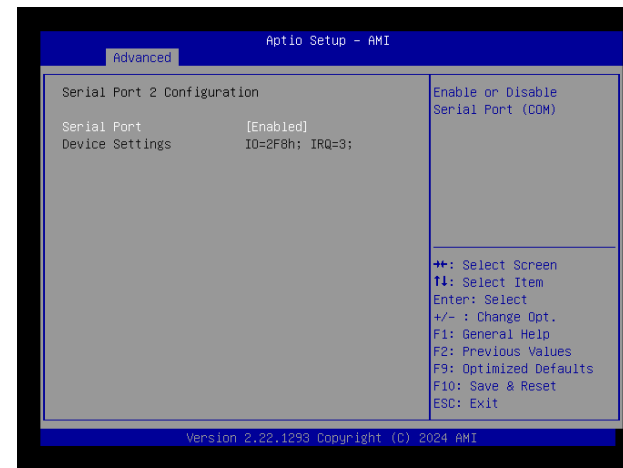 Aptio Setup – AMI
Advanced
Serial Port 2 Configuration
Serial Port [Enabled]
Device Settings IO=2F8h; IRQ=3;
Enable or Disable
Serial Port (COM)
→←: Select Screen
↑↓: Select Item
Enter: Select
+/- : Change Opt.
F1: General Help
F2: Previous Values
F9: Optimized Defaults
F10: Save & Reset
ESC: Exit
Version 2.22.1293 Copyright (C) 2024 AMI